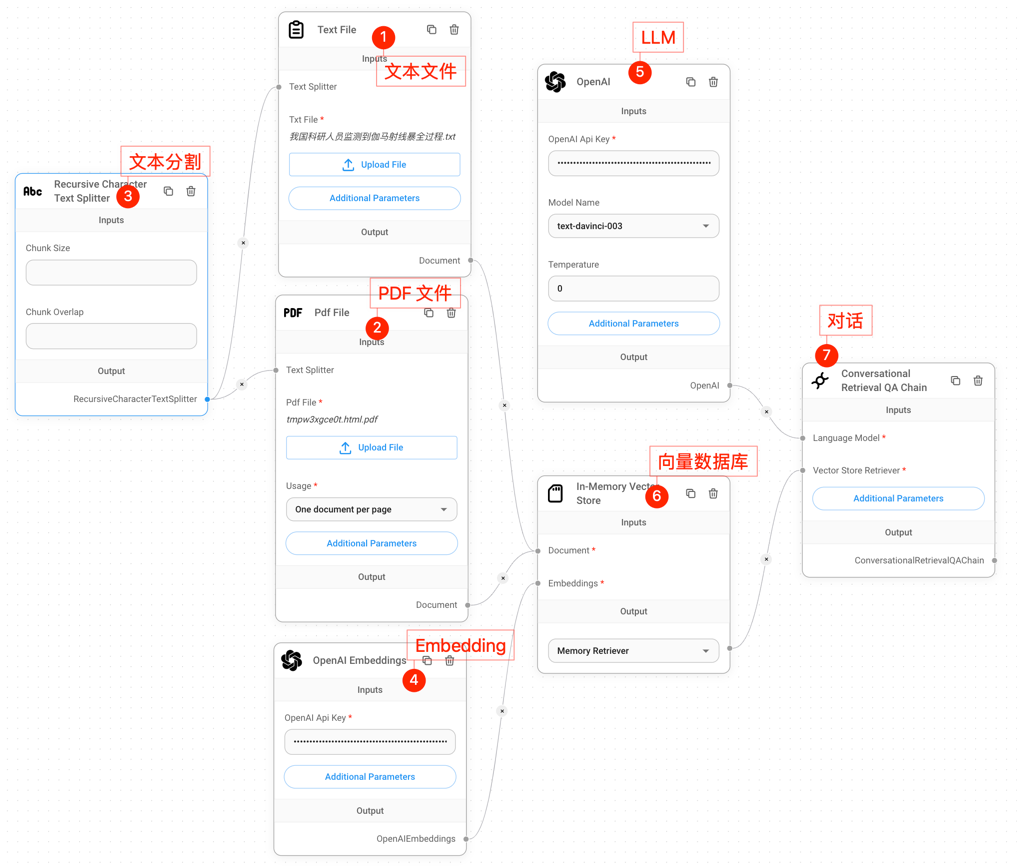 Text File
1
文本文件
Inputs
Text Splitter
Txt File *
我国科研人员监测到伽马射线暴全过程.txt
Upload File
Additional Parameters
Output
Document
文本分割
Abc
Recursive Character
Text Splitter
3
Inputs
Chunk Size
Chunk Overlap
Output
RecursiveCharacterTextSplitter
PDF 文件
PDF
Pdf File
2
Inputs
Text Splitter
Pdf File *
tmpw3xgce0t.html.pdf
Upload File
Usage *
One document per page
Additional Parameters
Output
Document
Embedding
OpenAI Embeddings
4
Inputs
OpenAI Api Key *
Additional Parameters
Output
OpenAIEmbeddings
LLM
5
OpenAI
Inputs
OpenAI Api Key *
Model Name
text-davinci-003
Temperature
0
Additional Parameters
Output
OpenAI
向量数据库
In-Memory Vector
Store
6
Inputs
Document *
Embeddings *
Output
Memory Retriever
对话
7
Conversational
Retrieval QA Chain
Inputs
Language Model *
Vector Store Retriever *
Additional Parameters
Output
ConversationalRetrievalQAChain